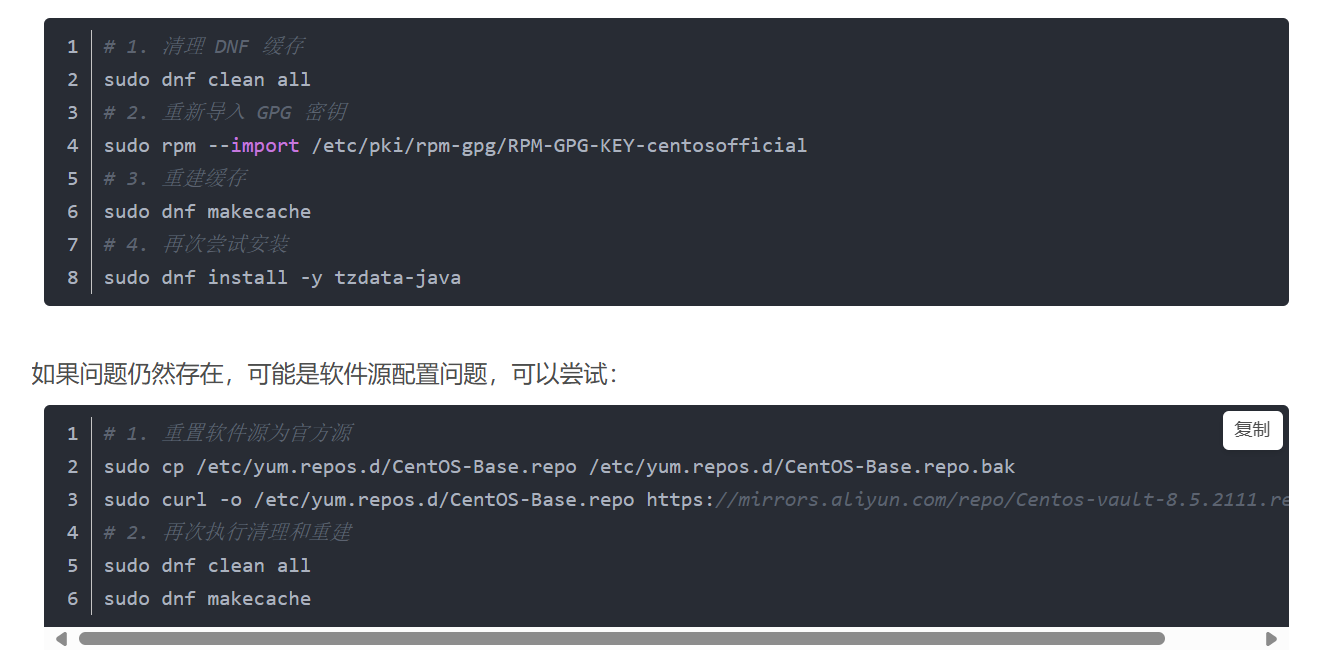 1 # 1. 清理 DNF 缓存
2 sudo dnf clean all
3 # 2. 重新导入 GPG 密钥
4 sudo rpm --import /etc/pki/rpm-gpg/RPM-GPG-KEY-centosofficial
5 # 3. 重建缓存
6 sudo dnf makecache
7 # 4. 再次尝试安装
8 sudo dnf install -y tzdata-java
如果问题仍然存在，可能是软件源配置问题，可以尝试：
复制
1 # 1. 重置软件源为官方源
2 sudo cp /etc/yum.repos.d/CentOS-Base.repo /etc/yum.repos.d/CentOS-Base.repo.bak
3 sudo curl -o /etc/yum.repos.d/CentOS-Base.repo https://mirrors.aliyun.com/repo/Centos-vault-8.5.2111.re
4 # 2. 再次执行清理和重建
5 sudo dnf clean all
6 sudo dnf makecache